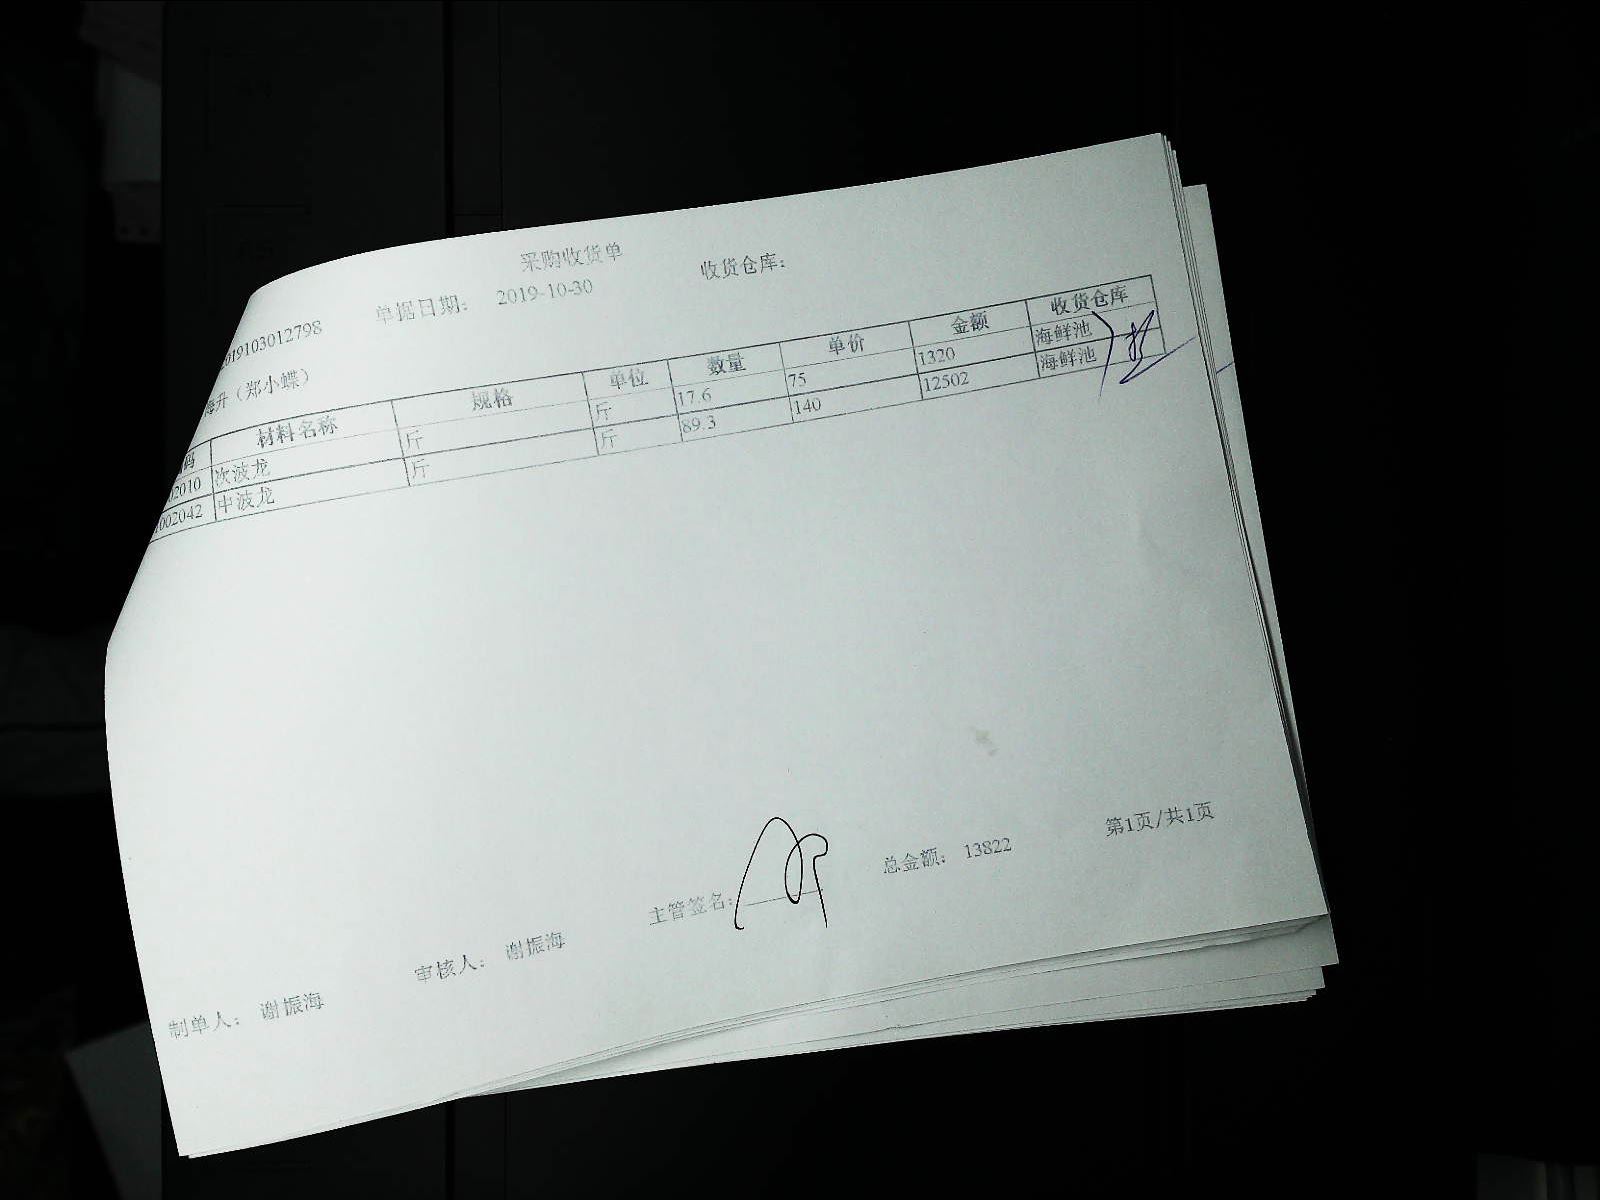 采购收货单
019103012798 单据日期: 2019-10-30 收货仓库:
海升（郑小蝶）
码 材料名称 规格 单位 数量 单价 金额 收货仓库
02010 次波龙 斤 斤 17.6 75 1320 海鲜池
002042 中波龙 斤 斤 89.3 140 12502 海鲜池
制单人: 谢振海 审核人: 谢振海 主管签名: 总金额: 13822 第1页/共1页